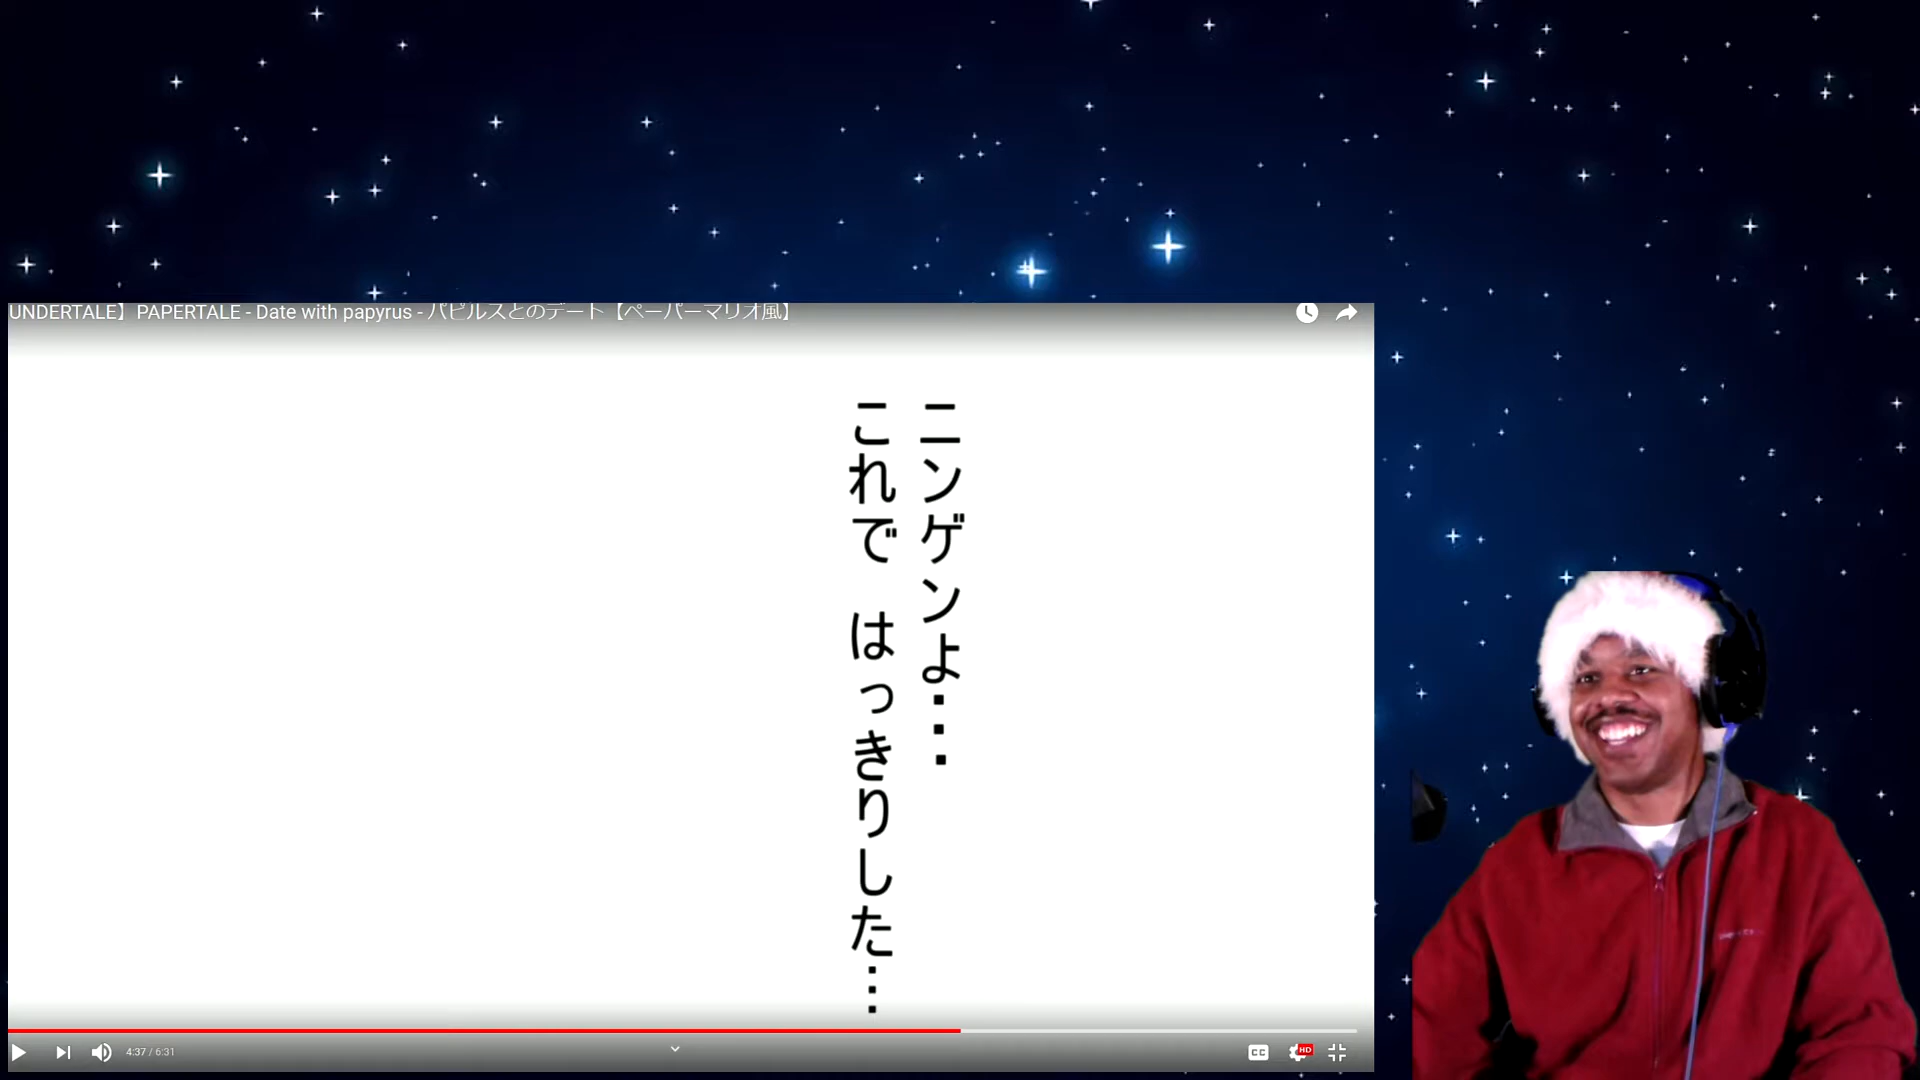 UNDERTALE】PAPERTALE - Date with papyrus - パピルスとのデート【ペーパーマリオ風】
ニンゲンよ・・・
これで はっきりした…
4:37 / 6:31
CC
HD